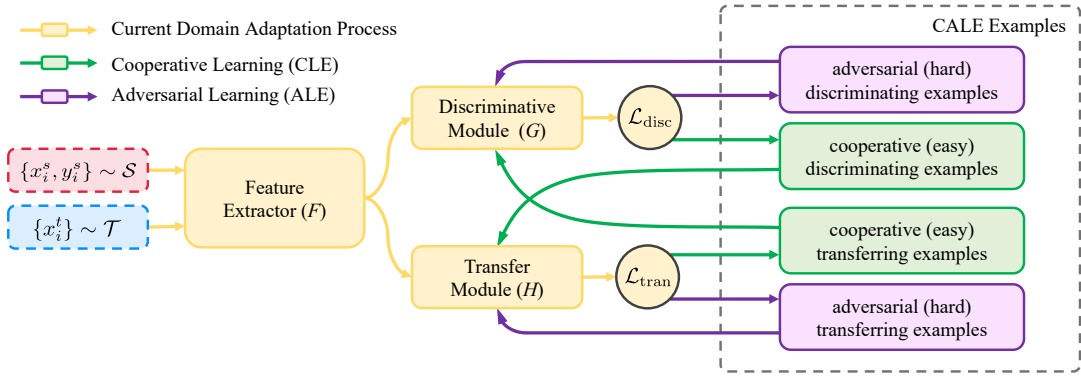 Current Domain Adaptation Process
Cooperative Learning (CLE)
Adversarial Learning (ALE)
{x_i^s, y_i^s} ∼ 𝒮
{x_i^t} ∼ 𝒯
Feature
Extractor (F)
Discriminative
Module (G)
Transfer
Module (H)
ℒ_disc
ℒ_tran
CALE Examples
adversarial (hard)
discriminating examples
cooperative (easy)
discriminating examples
cooperative (easy)
transferring examples
adversarial (hard)
transferring examples